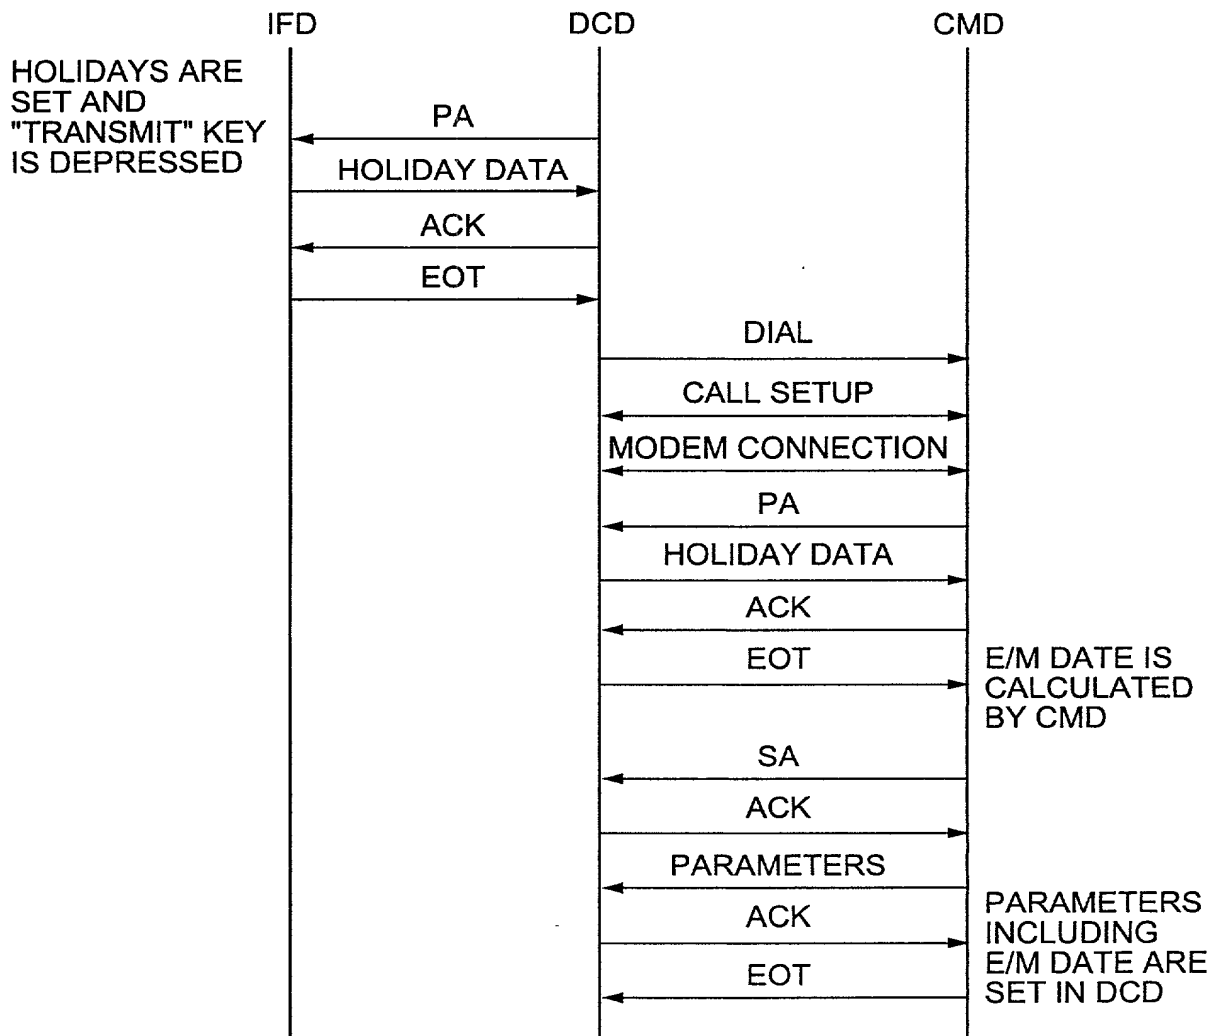 IFD DCD CMD
HOLIDAYS ARE
SET AND
"TRANSMIT" KEY
IS DEPRESSED
PA
HOLIDAY DATA
ACK
EOT
DIAL
CALL SETUP
MODEM CONNECTION
PA
HOLIDAY DATA
ACK
EOT
E/M DATE IS
CALCULATED
BY CMD
SA
ACK
PARAMETERS
ACK
EOT
PARAMETERS
INCLUDING
E/M DATE ARE
SET IN DCD